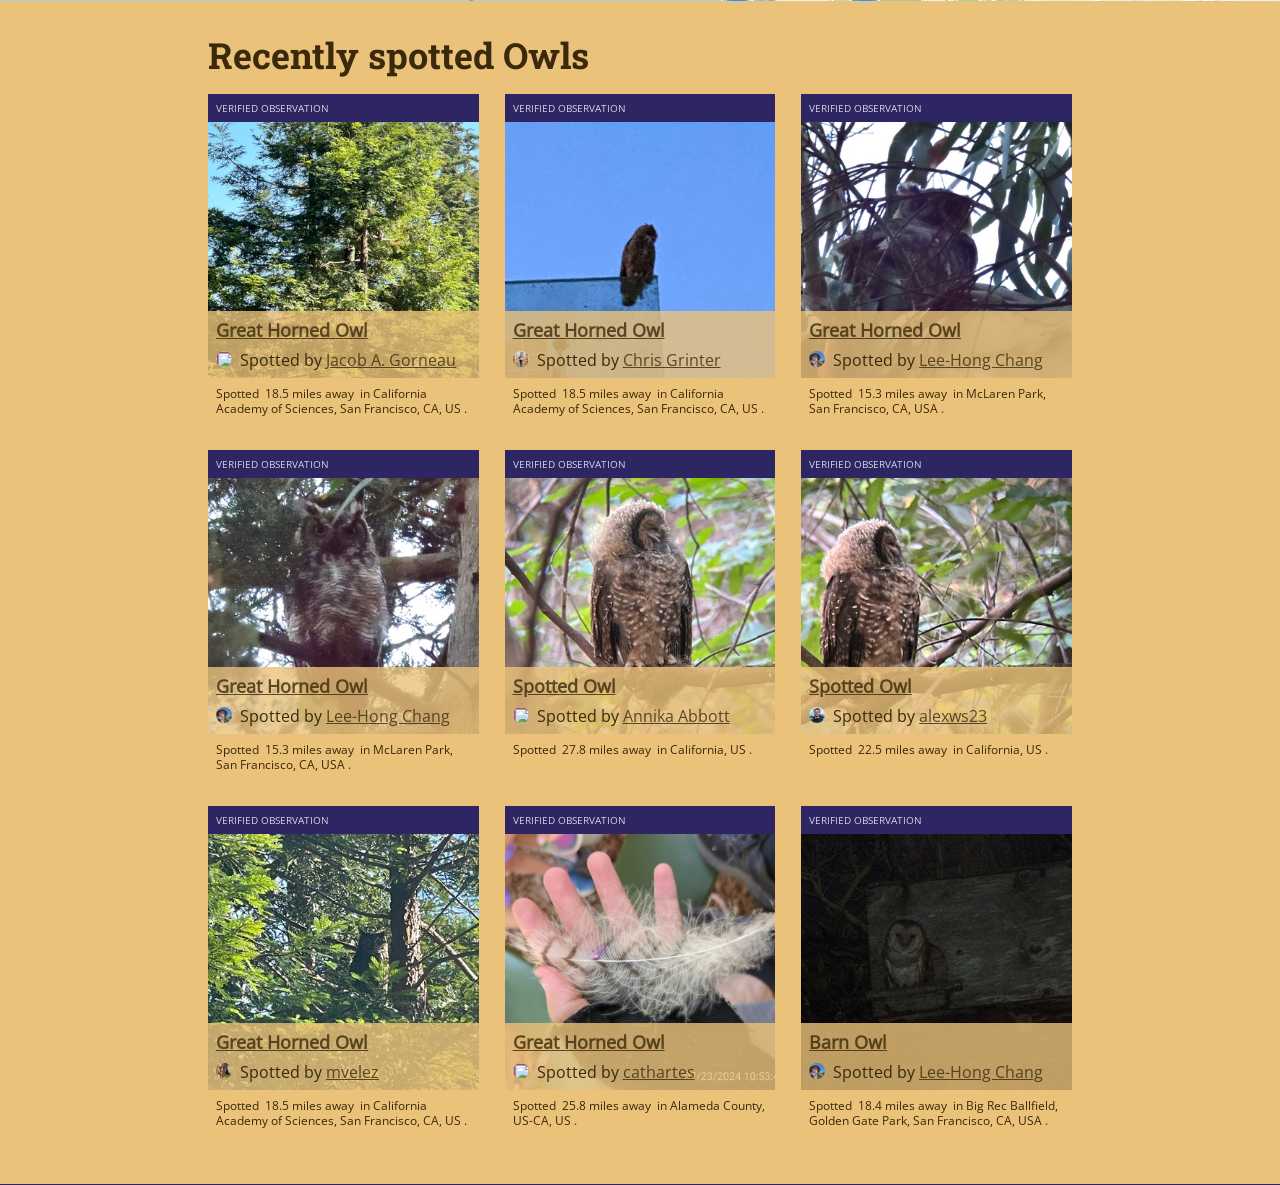 Recently spotted Owls
VERIFIED OBSERVATION
Great Horned Owl
Spotted by Jacob A. Gorneau
Spotted 18.5 miles away in California
Academy of Sciences, San Francisco, CA, US .
VERIFIED OBSERVATION
Great Horned Owl
Spotted by Chris Grinter
Spotted 18.5 miles away in California
Academy of Sciences, San Francisco, CA, US .
VERIFIED OBSERVATION
Great Horned Owl
Spotted by Lee-Hong Chang
Spotted 15.3 miles away in McLaren Park,
San Francisco, CA, USA .
VERIFIED OBSERVATION
Great Horned Owl
Spotted by Lee-Hong Chang
Spotted 15.3 miles away in McLaren Park,
San Francisco, CA, USA .
VERIFIED OBSERVATION
Spotted Owl
Spotted by Annika Abbott
Spotted 27.8 miles away in California, US .
VERIFIED OBSERVATION
Spotted Owl
Spotted by alexws23
Spotted 22.5 miles away in California, US .
VERIFIED OBSERVATION
Great Horned Owl
Spotted by mvelez
Spotted 18.5 miles away in California
Academy of Sciences, San Francisco, CA, US .
VERIFIED OBSERVATION
Great Horned Owl
Spotted by cathartes
Spotted 25.8 miles away in Alameda County,
US-CA, US .
VERIFIED OBSERVATION
Barn Owl
Spotted by Lee-Hong Chang
Spotted 18.4 miles away in Big Rec Ballfield,
Golden Gate Park, San Francisco, CA, USA .